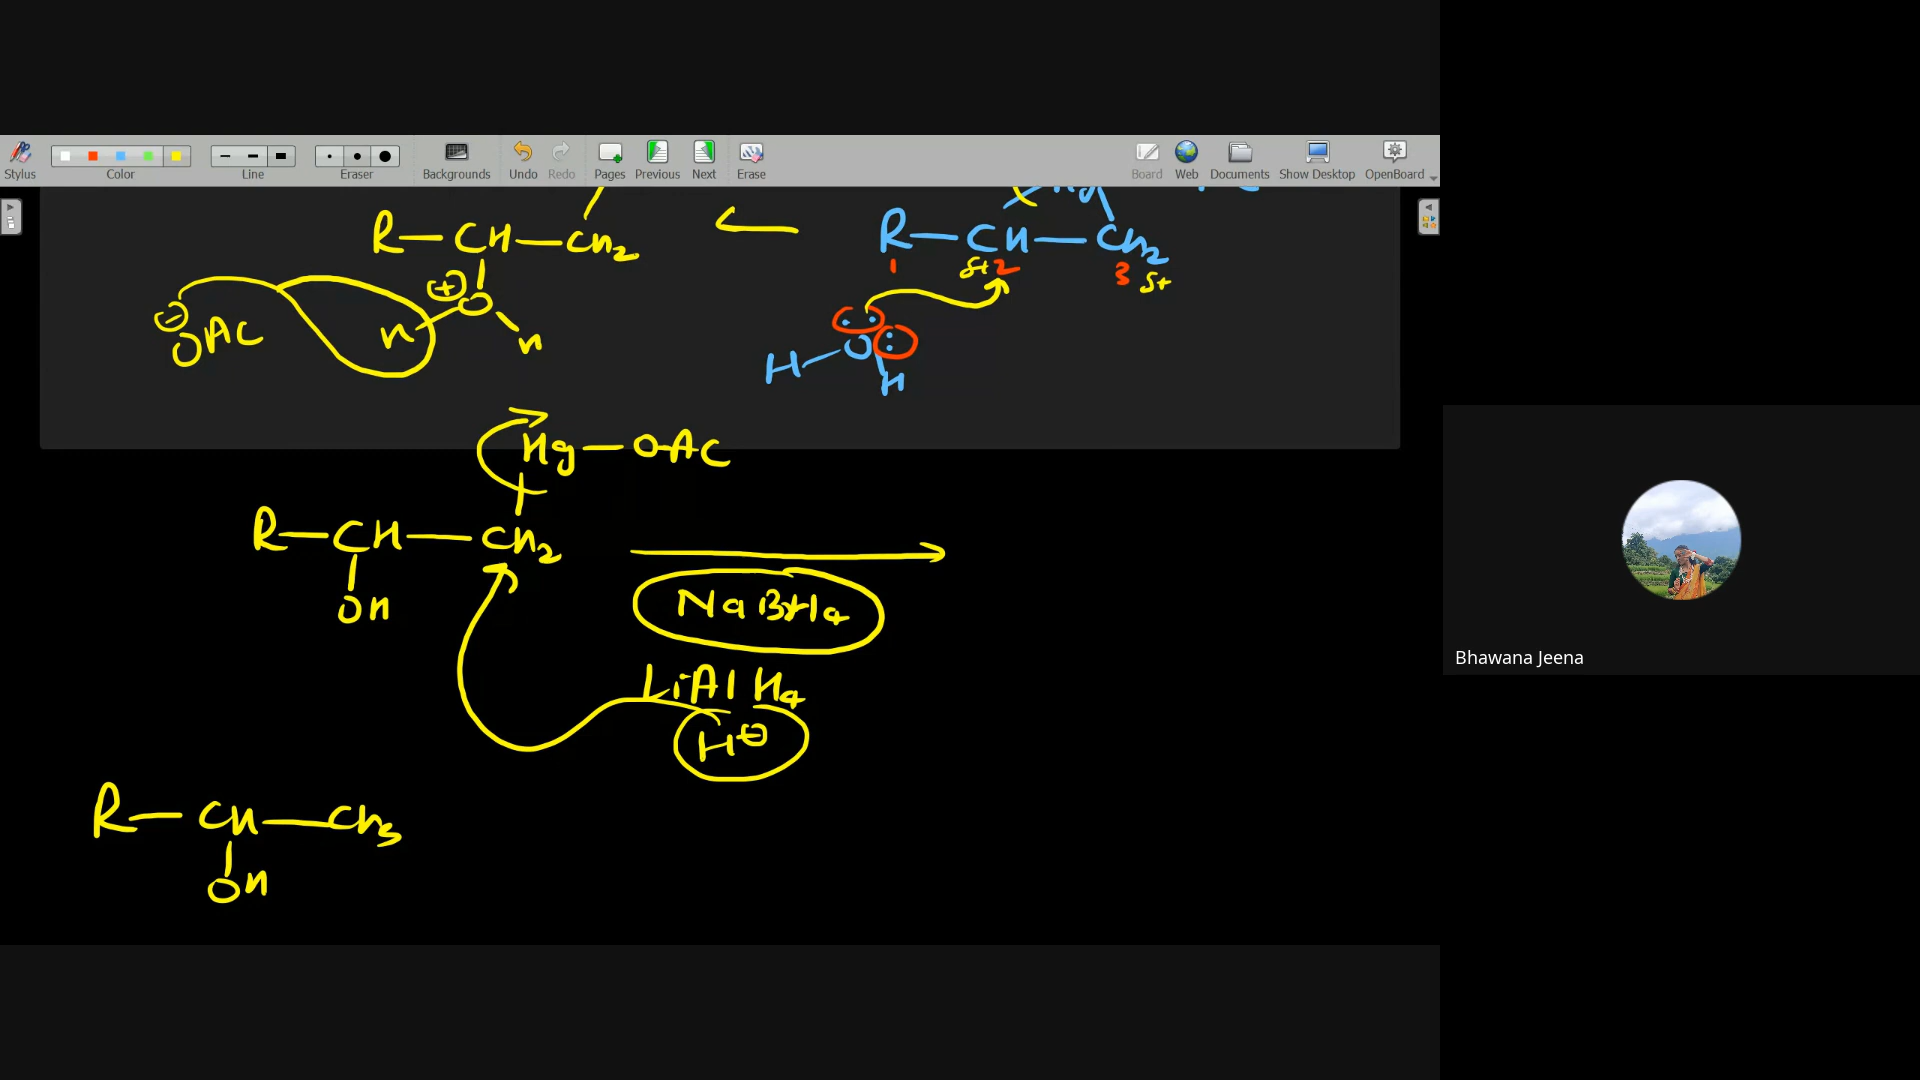 Stylus Color Line Eraser Backgrounds Undo Redo Pages Previous Next Erase Board Web Documents Show Desktop OpenBoard
R—CH—CH2
R—CH—CH2
1 δ+ 2 3 δ+
⊕
O
H H
⊖
OAC
H O H
Hg—OAC
R—CH—CH2
OH
NaBH4
LiAlH4
H⊖
R—CH—CH3
OH
Bhawana Jeena